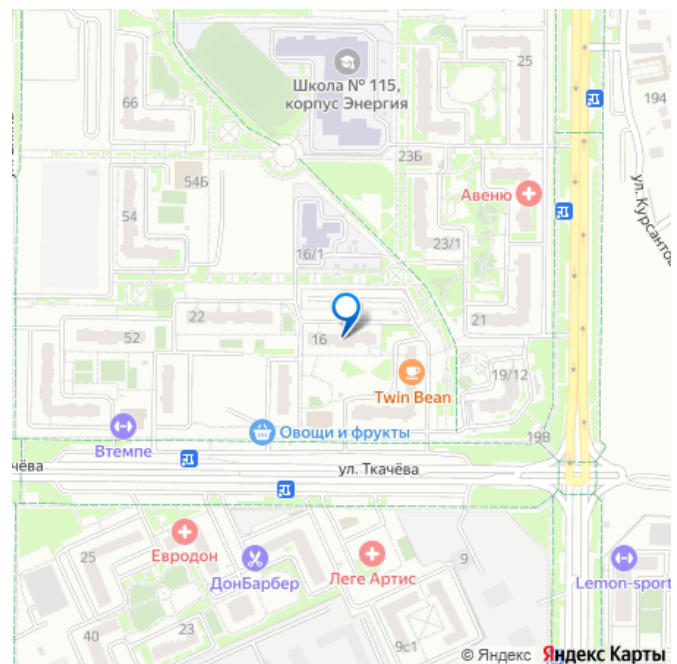 25
Школа № 115,
корпус Энергия
66
194
23Б
54Б
Авеню
ул. Курсантов
54
23/1
16/1
22
21
52
16
19/12
Twin Bean
Втемпе
Овощи и фрукты
19В
чёва
ул. Ткачёва
25
Евродон
ДонБарбер
Леге Артис
9
Lemon-sport
40
23
9с1
© Яндекс Яндекс Карты